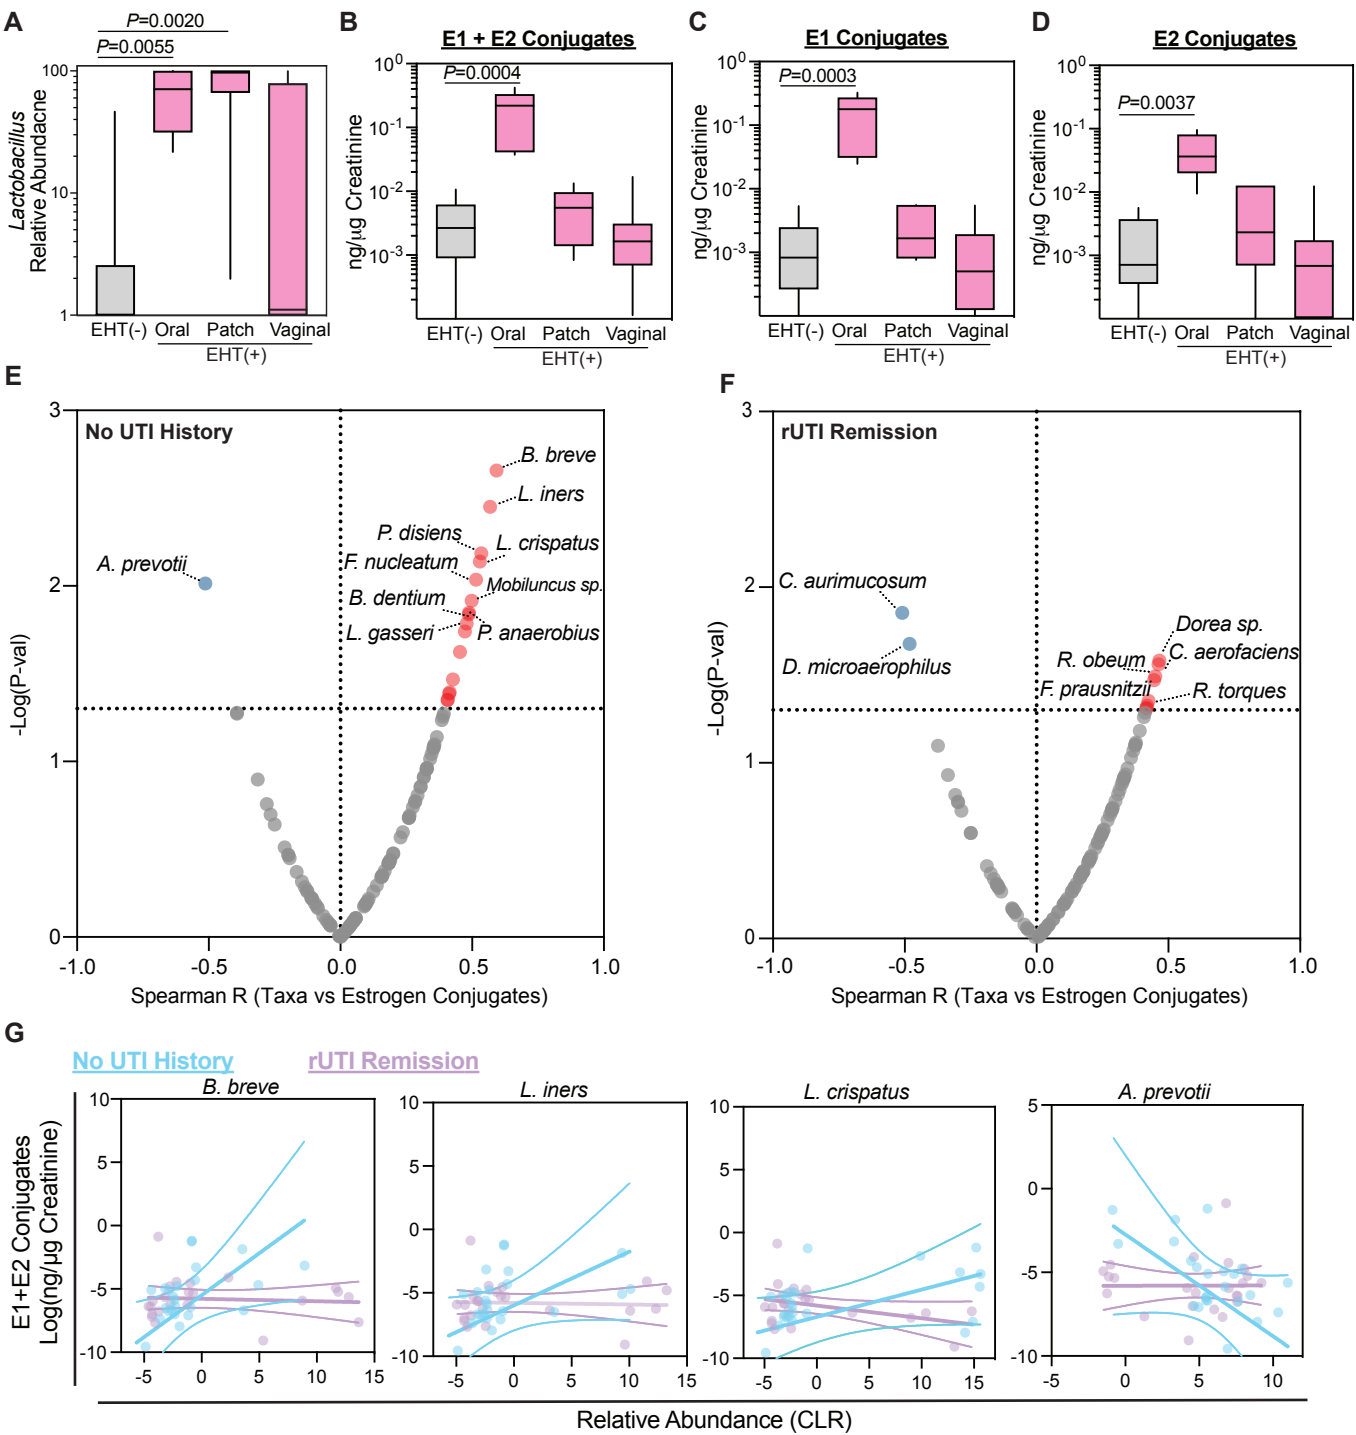 A
P=0.0020
P=0.0055
Lactobacillus
Relative Abundacne
100
10
1
EHT(-) Oral Patch Vaginal
EHT(+)
B
E1 + E2 Conjugates
P=0.0004
ng/µg Creatinine
10⁰
10⁻¹
10⁻²
10⁻³
EHT(-) Oral Patch Vaginal
EHT(+)
C
E1 Conjugates
P=0.0003
ng/µg Creatinine
10⁰
10⁻¹
10⁻²
10⁻³
EHT(-) Oral Patch Vaginal
EHT(+)
D
E2 Conjugates
P=0.0037
ng/µg Creatinine
10⁰
10⁻¹
10⁻²
10⁻³
EHT(-) Oral Patch Vaginal
EHT(+)
E
No UTI History
-Log(P-val)
3
2
1
0
B. breve
L. iners
P. disiens
L. crispatus
F. nucleatum
Mobiluncus sp.
B. dentium
L. gasseri
P. anaerobius
A. prevotii
-1.0 -0.5 0.0 0.5 1.0
Spearman R (Taxa vs Estrogen Conjugates)
F
rUTI Remission
-Log(P-val)
3
2
1
0
C. aurimucosum
D. microaerophilus
Dorea sp.
R. obeum
C. aerofaciens
F. prausnitzii
R. torques
-1.0 -0.5 0.0 0.5 1.0
Spearman R (Taxa vs Estrogen Conjugates)
G
No UTI History rUTI Remission
E1+E2 Conjugates
Log(ng/µg Creatinine)
B. breve
10
5
0
-5
-10
-5 0 5 10 15
L. iners
10
5
0
-5
-10
-5 0 5 10 15
L. crispatus
10
5
0
-5
-10
-5 0 5 10 15
A. prevotii
5
0
-5
-10
-5 0 5 10
Relative Abundance (CLR)